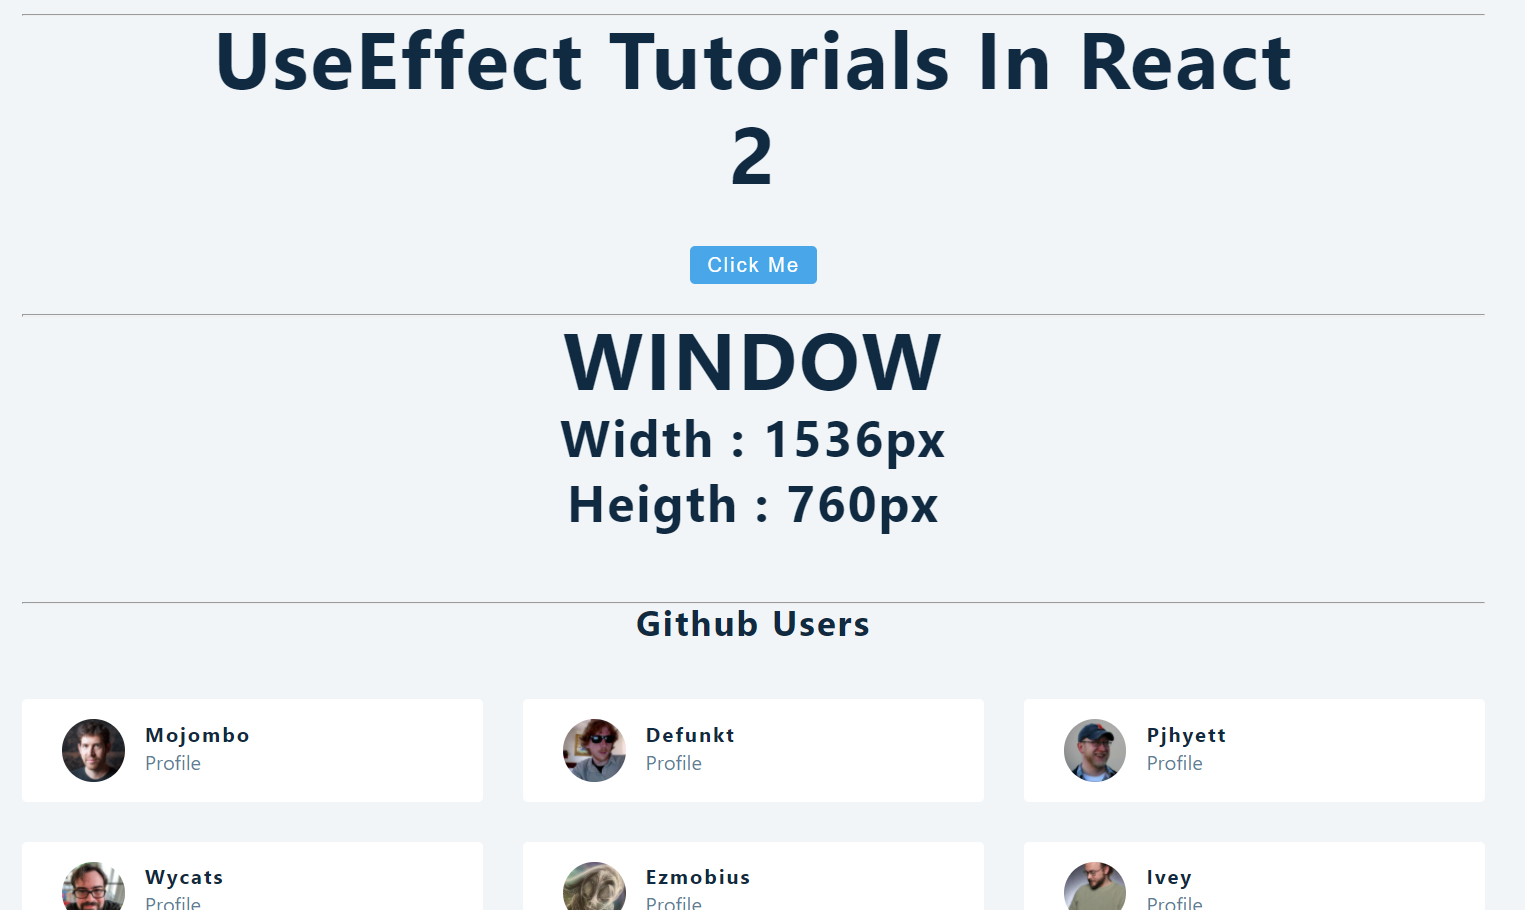 UseEffect Tutorials In React
2
Click Me
WINDOW
Width : 1536px
Heigth : 760px
Github Users
Mojombo
Profile
Defunkt
Profile
Pjhyett
Profile
Wycats
Profile
Ezmobius
Profile
Ivey
Profile